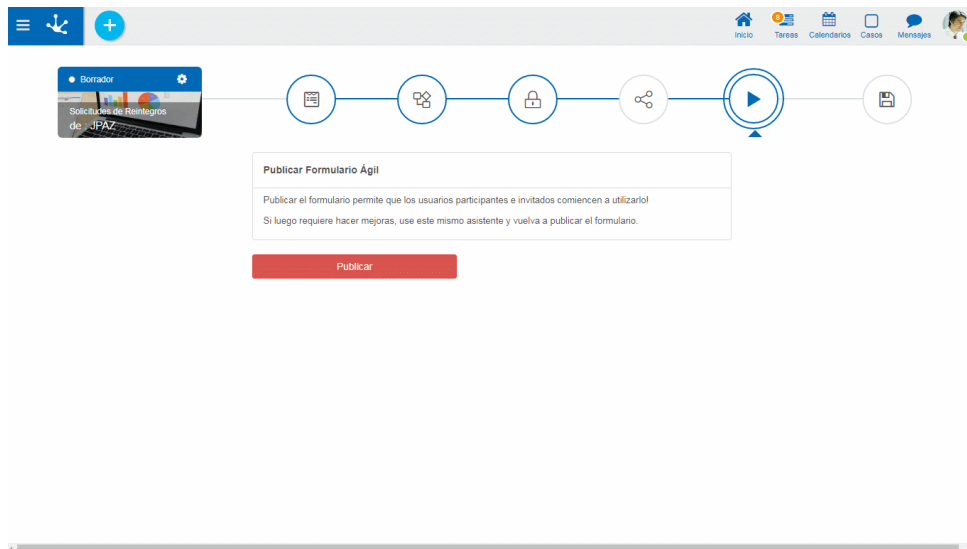 8
Inicio
Tareas
Calendarios
Casos
Mensajes
Borrador
Solicitudes de Reintegros
de : JPAZ
Publicar Formulario Ágil
Publicar el formulario permite que los usuarios participantes e invitados comiencen a utilizarlo!
Si luego requiere hacer mejoras, use este mismo asistente y vuelva a publicar el formulario.
Publicar